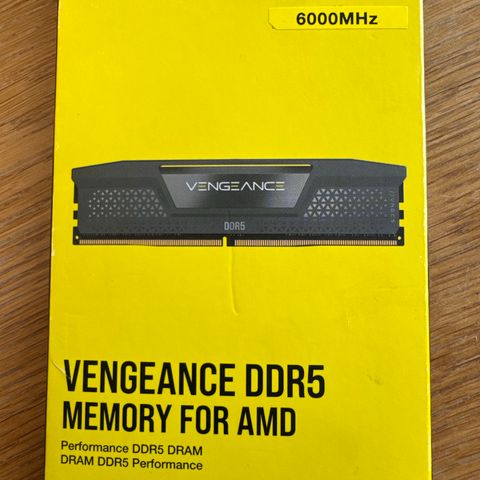 6000MHz
VENGEANCE
DDR5
VENGEANCE DDR5
MEMORY FOR AMD
Performance DDR5 DRAM
DRAM DDR5 Performance